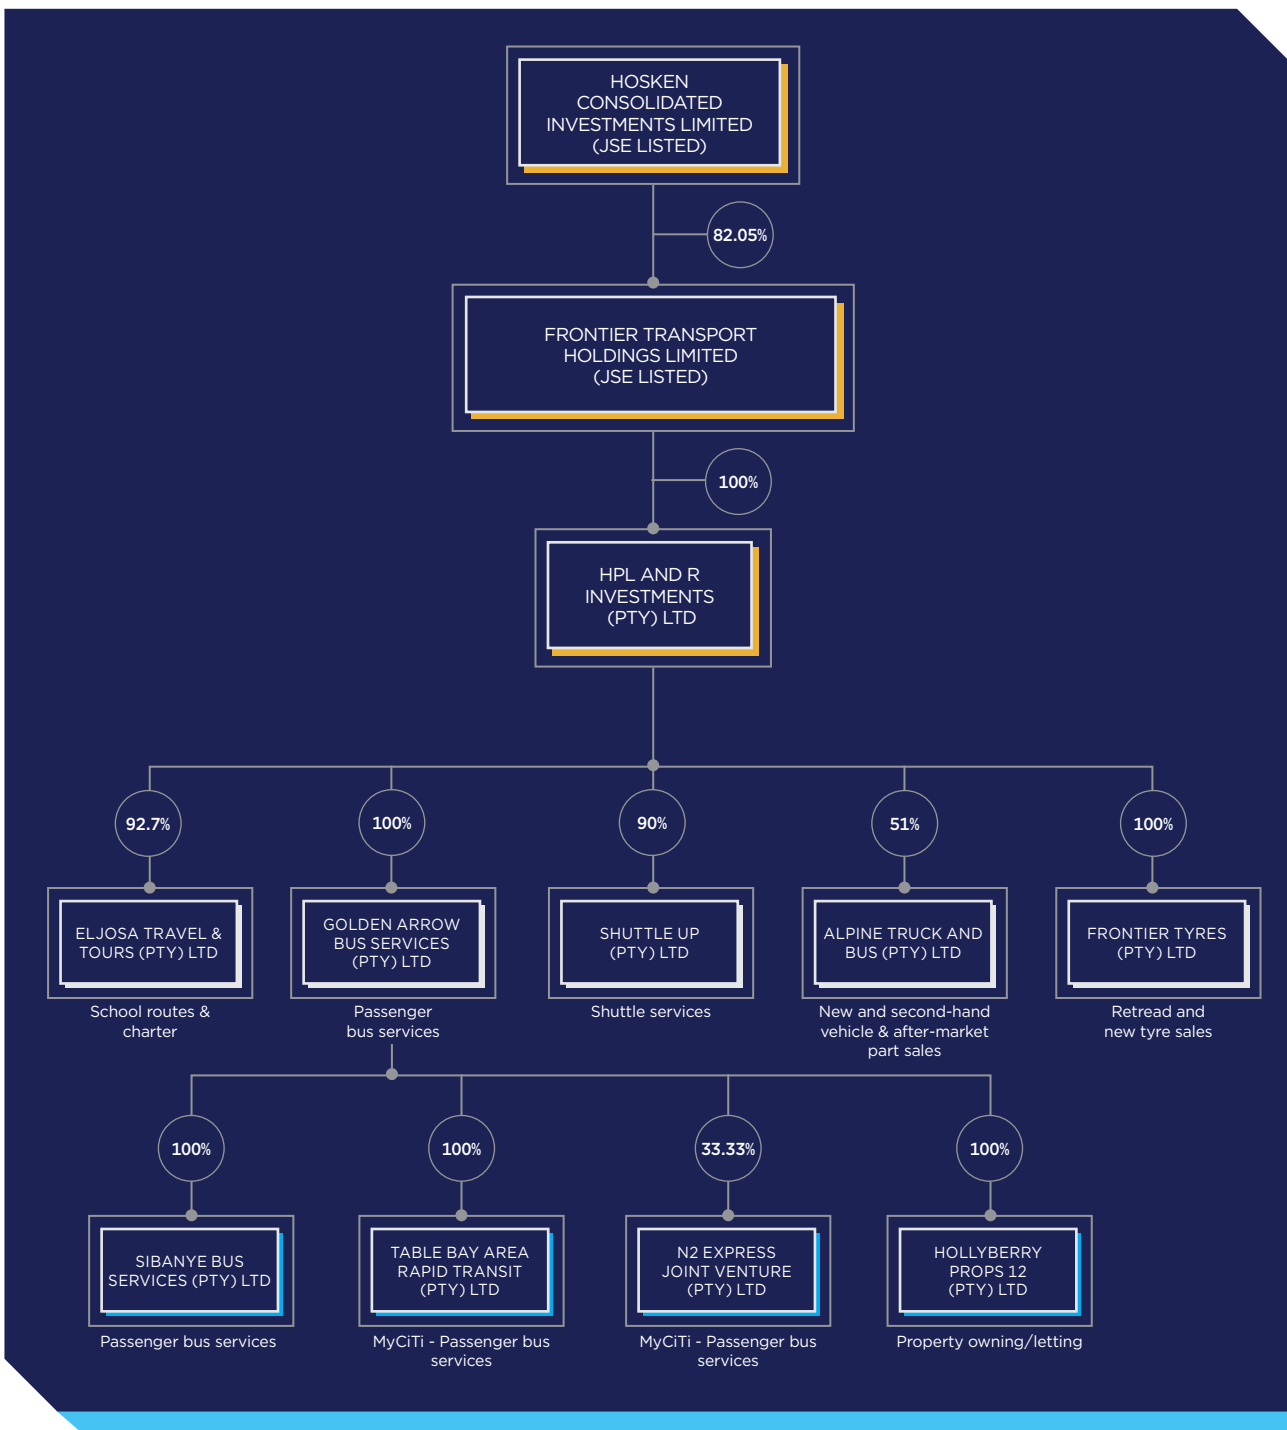 HOSKEN
CONSOLIDATED
INVESTMENTS LIMITED
(JSE LISTED)
82.05%
FRONTIER TRANSPORT
HOLDINGS LIMITED
(JSE LISTED)
100%
HPL AND R
INVESTMENTS
(PTY) LTD
92.7%
100%
90%
51%
100%
ELJOSA TRAVEL &
TOURS (PTY) LTD
School routes &
charter
GOLDEN ARROW
BUS SERVICES
(PTY) LTD
Passenger
bus services
SHUTTLE UP
(PTY) LTD
Shuttle services
ALPINE TRUCK AND
BUS (PTY) LTD
New and second-hand
vehicle & after-market
part sales
FRONTIER TYRES
(PTY) LTD
Retread and
new tyre sales
100%
100%
33.33%
100%
SIBANYE BUS
SERVICES (PTY) LTD
Passenger bus services
TABLE BAY AREA
RAPID TRANSIT
(PTY) LTD
MyCiTi - Passenger bus
services
N2 EXPRESS
JOINT VENTURE
(PTY) LTD
MyCiTi - Passenger bus
services
HOLLYBERRY
PROPS 12
(PTY) LTD
Property owning/letting